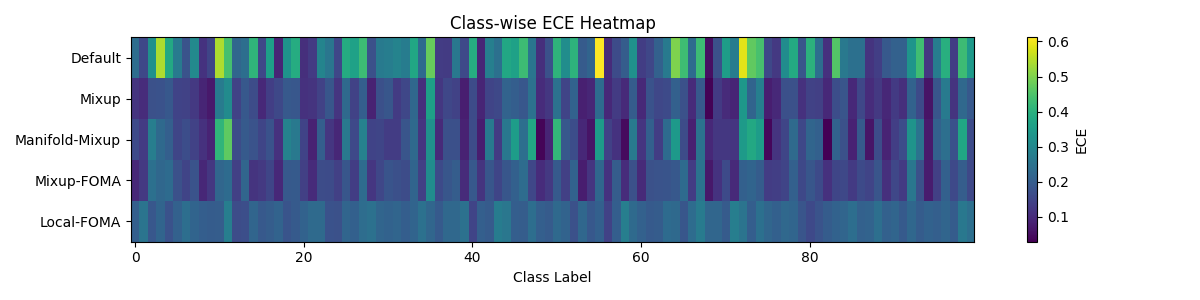 Class-wise ECE Heatmap
Default
Mixup
Manifold-Mixup
Mixup-FOMA
Local-FOMA
0 20 40 60 80
Class Label
0.6
0.5
0.4
0.3
0.2
0.1
ECE